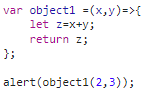 var object1 =(x,y)=>{
    let z=x+y;
    return z;
};

alert(object1(2,3));